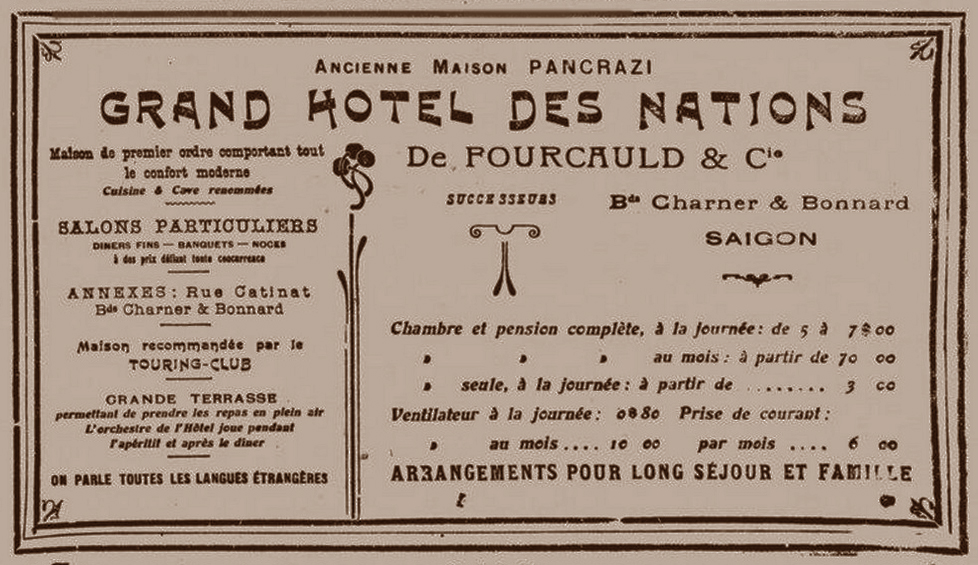 ANCIENNE MAISON PANCRAZI
GRAND HOTEL DES NATIONS
Maison de premier ordre comportant tout
le confort moderne
Cuisine & Cave renommées
SALONS PARTICULIERS
DINERS FINS — BANQUETS — NOCES
à des prix défiant toute concurrence
ANNEXES: Rue Catinat
Bds Charner & Bonnard
Maison recommandée par le
TOURING-CLUB
GRANDE TERRASSE
permettant de prendre les repas en plein air
L'orchestre de l'Hôtel joue pendant
l'apéritif et après le diner
ON PARLE TOUTES LES LANGUES ÉTRANGÈRES
De FOURCAULD & Cie
SUCCESSEURS
Bds Charner & Bonnard
SAIGON
Chambre et pension complète, à la journée: de 5 à 7$00
» » » au mois: à partir de 70 00
» seule, à la journée: à partir de ........ 3 00
Ventilateur à la journée: 0$80 Prise de courant:
» au mois.... 10 00 par mois .... 6 00
ARRANGEMENTS POUR LONG SÉJOUR ET FAMILLE